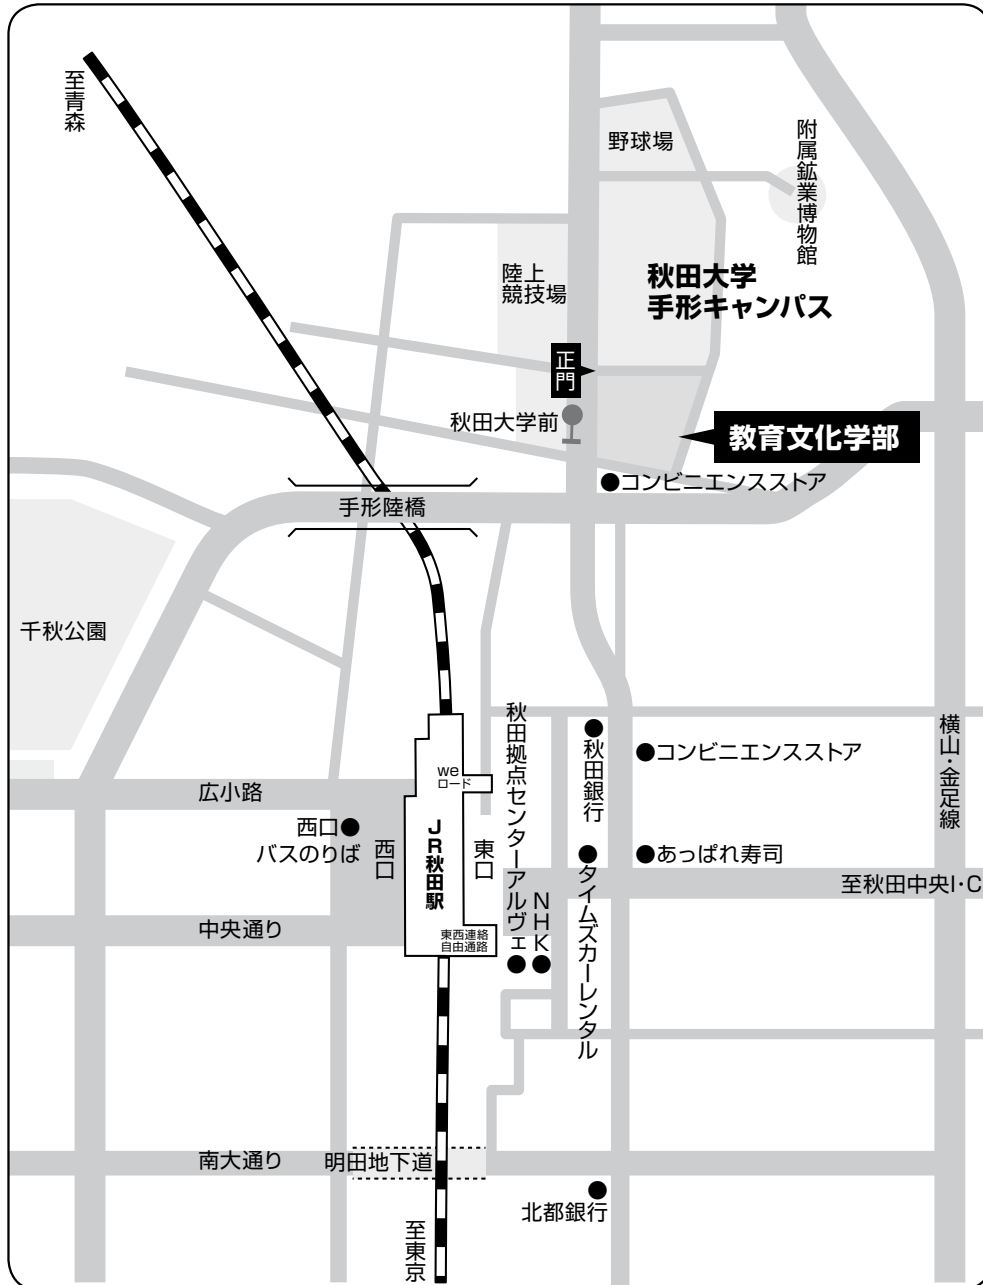 至青森
野球場
附属鉱業博物館
陸上
競技場
秋田大学
手形キャンパス
正門
秋田大学前
教育文化学部
●コンビニエンスストア
手形陸橋
千秋公園
秋田拠点センターアルヴェ●
●秋田銀行
●コンビニエンスストア
横山・金足線
we
ロード
広小路
西口●
バスのりば
西口
JR秋田駅
東口
●タイムズカーレンタル
●あっぱれ寿司
至秋田中央I・C
NHK●
中央通り
東西連絡
自由通路
南大通り
明田地下道
北都銀行
至東京